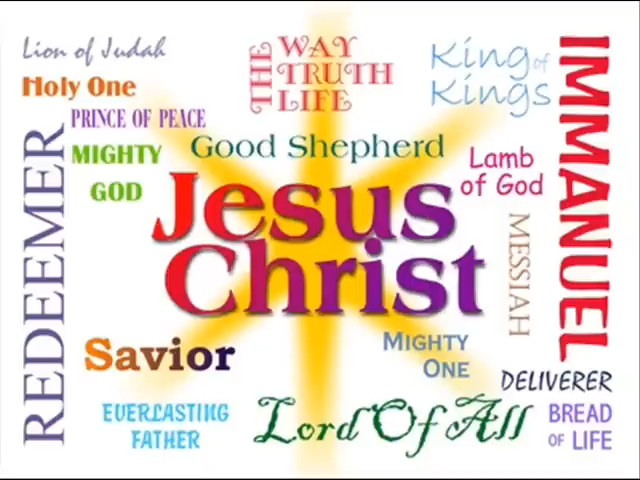 Lion of Judah
Holy One
PRINCE OF PEACE
MIGHTY
GOD
REDEEMER
THE
WAY
TRUTH
LIFE
King of
Kings
IMMANUEL
Good Shepherd
Lamb
of God
Jesus
Christ
MESSIAH
Savior
MIGHTY
ONE
DELIVERER
EVERLASTING
FATHER
Lord Of All
BREAD
OF LIFE